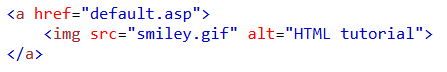 <a href="default.asp">
    <img src="smiley.gif" alt="HTML tutorial">
</a>